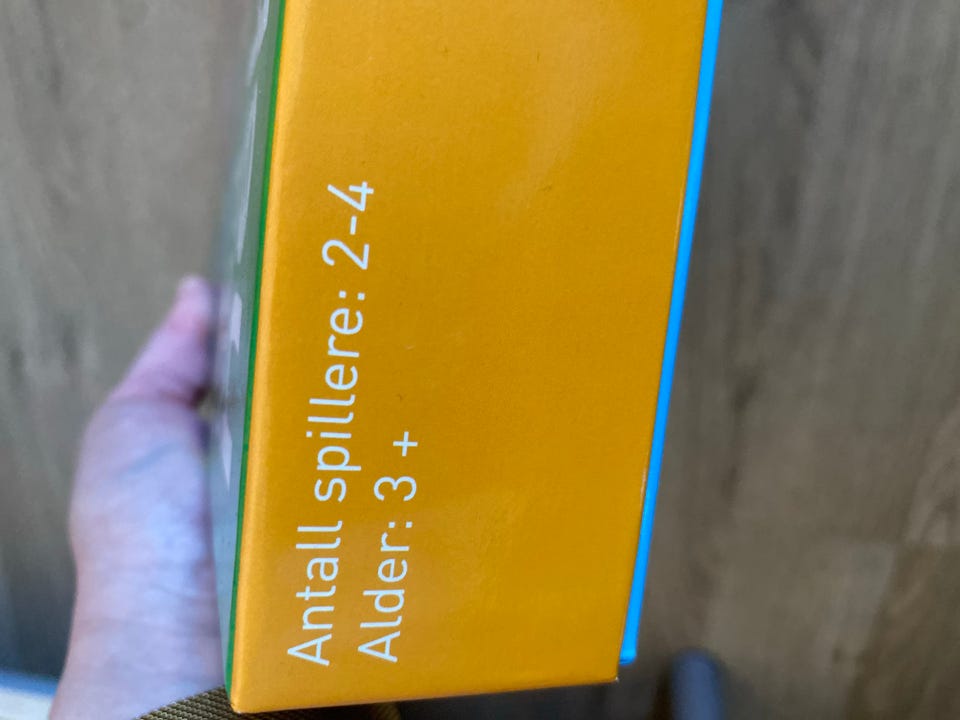 Antall spillere: 2-4
Alder: 3 +